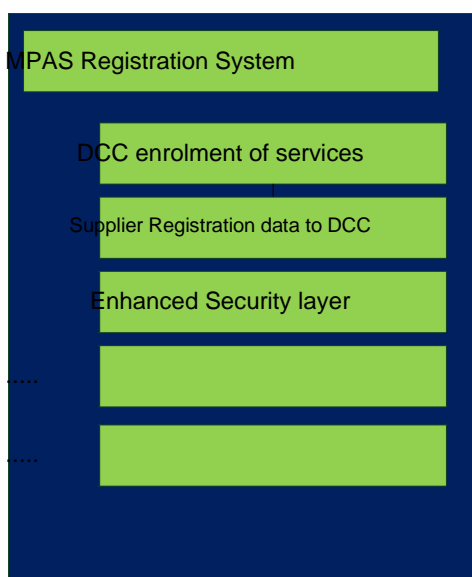 MPAS Registration System
DCC enrolment of services
Supplier Registration data to DCC
Enhanced Security layer
.....
.....